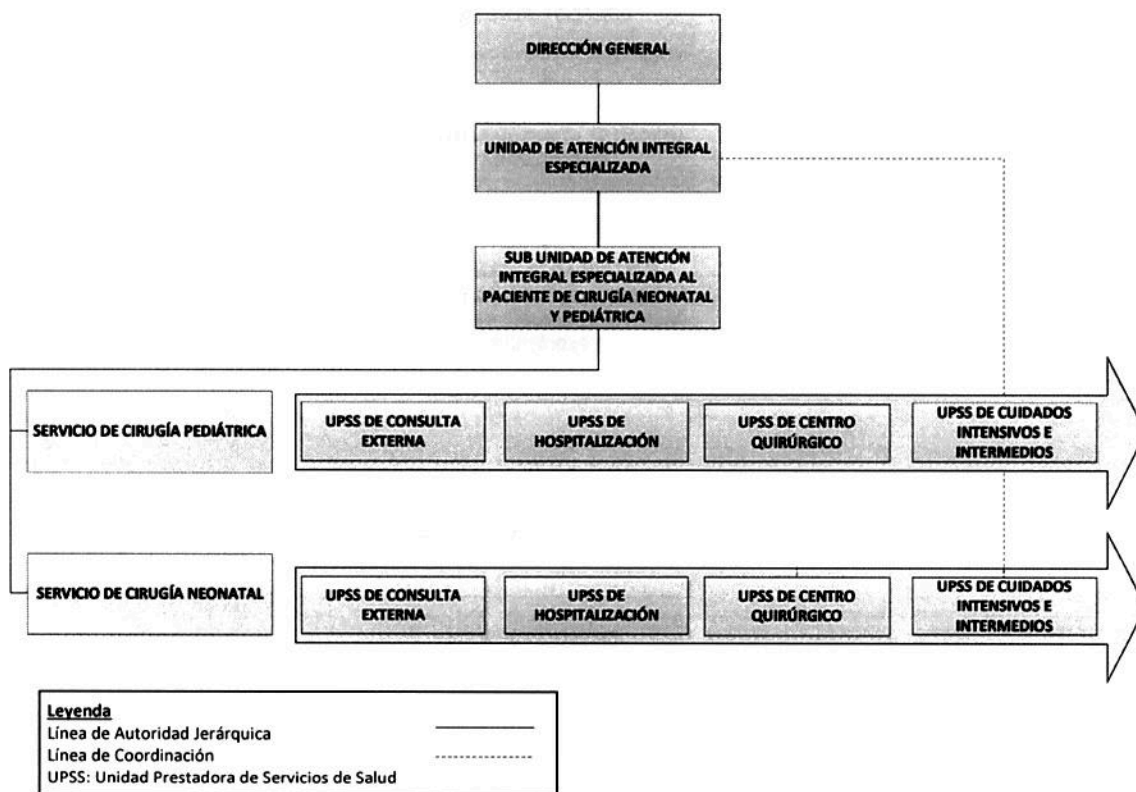 DIRECCIÓN GENERAL
UNIDAD DE ATENCIÓN INTEGRAL
ESPECIALIZADA
SUB UNIDAD DE ATENCIÓN
INTEGRAL ESPECIALIZADA AL
PACIENTE DE CIRUGÍA NEONATAL
Y PEDIÁTRICA
SERVICIO DE CIRUGÍA PEDIÁTRICA
UPSS DE CONSULTA
EXTERNA
UPSS DE
HOSPITALIZACIÓN
UPSS DE CENTRO
QUIRÚRGICO
UPSS DE CUIDADOS
INTENSIVOS E
INTERMEDIOS
SERVICIO DE CIRUGÍA NEONATAL
UPSS DE CONSULTA
EXTERNA
UPSS DE
HOSPITALIZACIÓN
UPSS DE CENTRO
QUIRÚRGICO
UPSS DE CUIDADOS
INTENSIVOS E
INTERMEDIOS
Leyenda
Línea de Autoridad Jerárquica
Línea de Coordinación
UPSS: Unidad Prestadora de Servicios de Salud